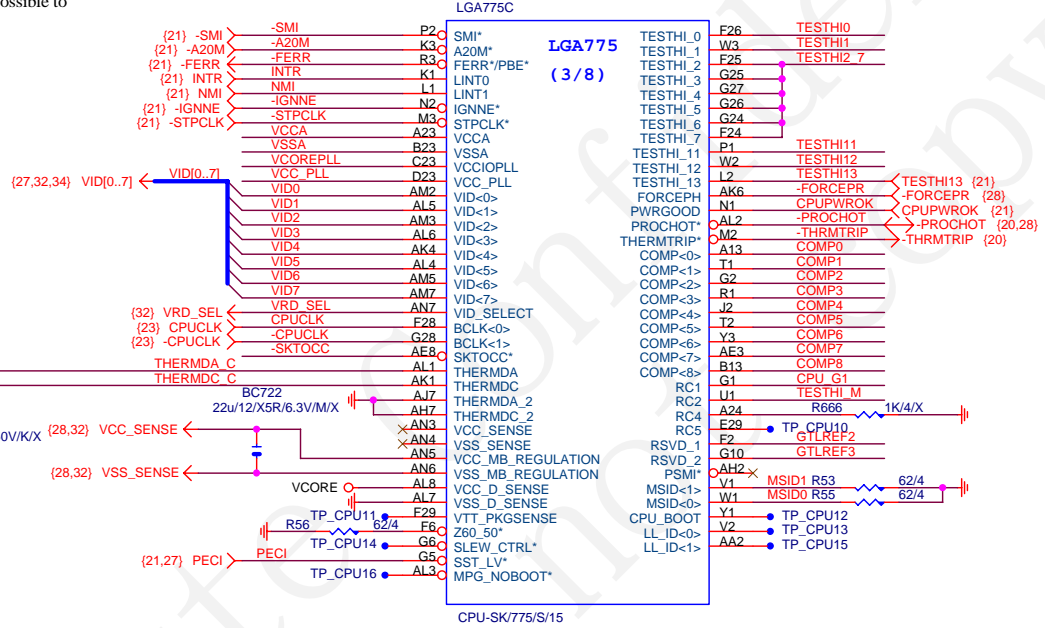 ossible to
LGA775C
LGA775
(3/8)
{21} -SMI -SMI P2 SMI*
{21} -A20M -A20M K3 A20M*
{21} -FERR -FERR R3 FERR*/PBE*
{21} INTR INTR K1 LINT0
{21} NMI NMI L1 LINT1
{21} -IGNNE -IGNNE N2 IGNNE*
{21} -STPCLK -STPCLK M3 STPCLK*
VCCA A23 VCCA
VSSA B23 VSSA
VCOREPLL C23 VCCIOPLL
VCC_PLL D23 VCC_PLL
{27,32,34} VID[0..7] VID[0..7]
VID0 AM2 VID<0>
VID1 AL5 VID<1>
VID2 AM3 VID<2>
VID3 AL6 VID<3>
VID4 AK4 VID<4>
VID5 AL4 VID<5>
VID6 AM5 VID<6>
VID7 AM7 VID<7>
{32} VRD_SEL VRD_SEL AN7 VID_SELECT
{23} CPUCLK CPUCLK F28 BCLK<0>
{23} -CPUCLK -CPUCLK G28 BCLK<1>
-SKTOCC AE8 SKTOCC*
THERMDA_C AL1 THERMDA
THERMDC_C AK1 THERMDC
BC722
22u/12/X5R/6.3V/M/X
AJ7 THERMDA_2
AH7 THERMDC_2
AN3 VCC_SENSE
AN4 VSS_SENSE
0V/K/X
{28,32} VCC_SENSE AN5 VCC_MB_REGULATION
{28,32} VSS_SENSE AN6 VSS_MB_REGULATION
VCORE AL8 VCC_D_SENSE
AL7 VSS_D_SENSE
TP_CPU11 F29 VTT_PKGSENSE
R56 62/4 F6 Z60_50*
TP_CPU14 G6 SLEW_CTRL*
{21,27} PECI PECI G5 SST_LV*
TP_CPU16 AL3 MPG_NOBOOT*
TESTHI_0 F26 TESTHI0
TESTHI_1 W3 TESTHI1
TESTHI_2 F25 TESTHI2_7
TESTHI_3 G25
TESTHI_4 G27
TESTHI_5 G26
TESTHI_6 G24
TESTHI_7 F24
TESTHI_11 P1 TESTHI11
TESTHI_12 W2 TESTHI12
TESTHI_13 L2 TESTHI13 TESTHI13 {21}
FORCEPH AK6 -FORCEPR -FORCEPR {28}
PWRGOOD N1 CPUPWROK CPUPWROK {21}
PROCHOT* AL2 -PROCHOT -PROCHOT {20,28}
THERMTRIP* M2 -THRMTRIP -THRMTRIP {20}
COMP<0> A13 COMP0
COMP<1> T1 COMP1
COMP<2> G2 COMP2
COMP<3> R1 COMP3
COMP<4> J2 COMP4
COMP<5> T2 COMP5
COMP<6> Y3 COMP6
COMP<7> AE3 COMP7
COMP<8> B13 COMP8
RC1 G1 CPU_G1
RC2 U1 TESTHI_M
RC4 A24 R666 1K/4/X
RC5 E29 TP_CPU10
RSVD_1 F2 GTLREF2
RSVD_2 G10 GTLREF3
PSMI* AH2
MSID<1> V1 MSID1 R53 62/4
MSID<0> W1 MSID0 R55 62/4
CPU_BOOT Y1 TP_CPU12
LL_ID<0> V2 TP_CPU13
LL_ID<1> AA2 TP_CPU15
CPU-SK/775/S/15